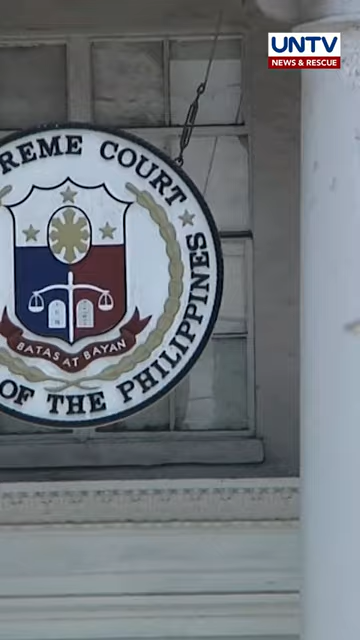 UNTV
NEWS & RESCUE
REME COURT
OF THE PHILIPPINES
BATAS AT BAYAN